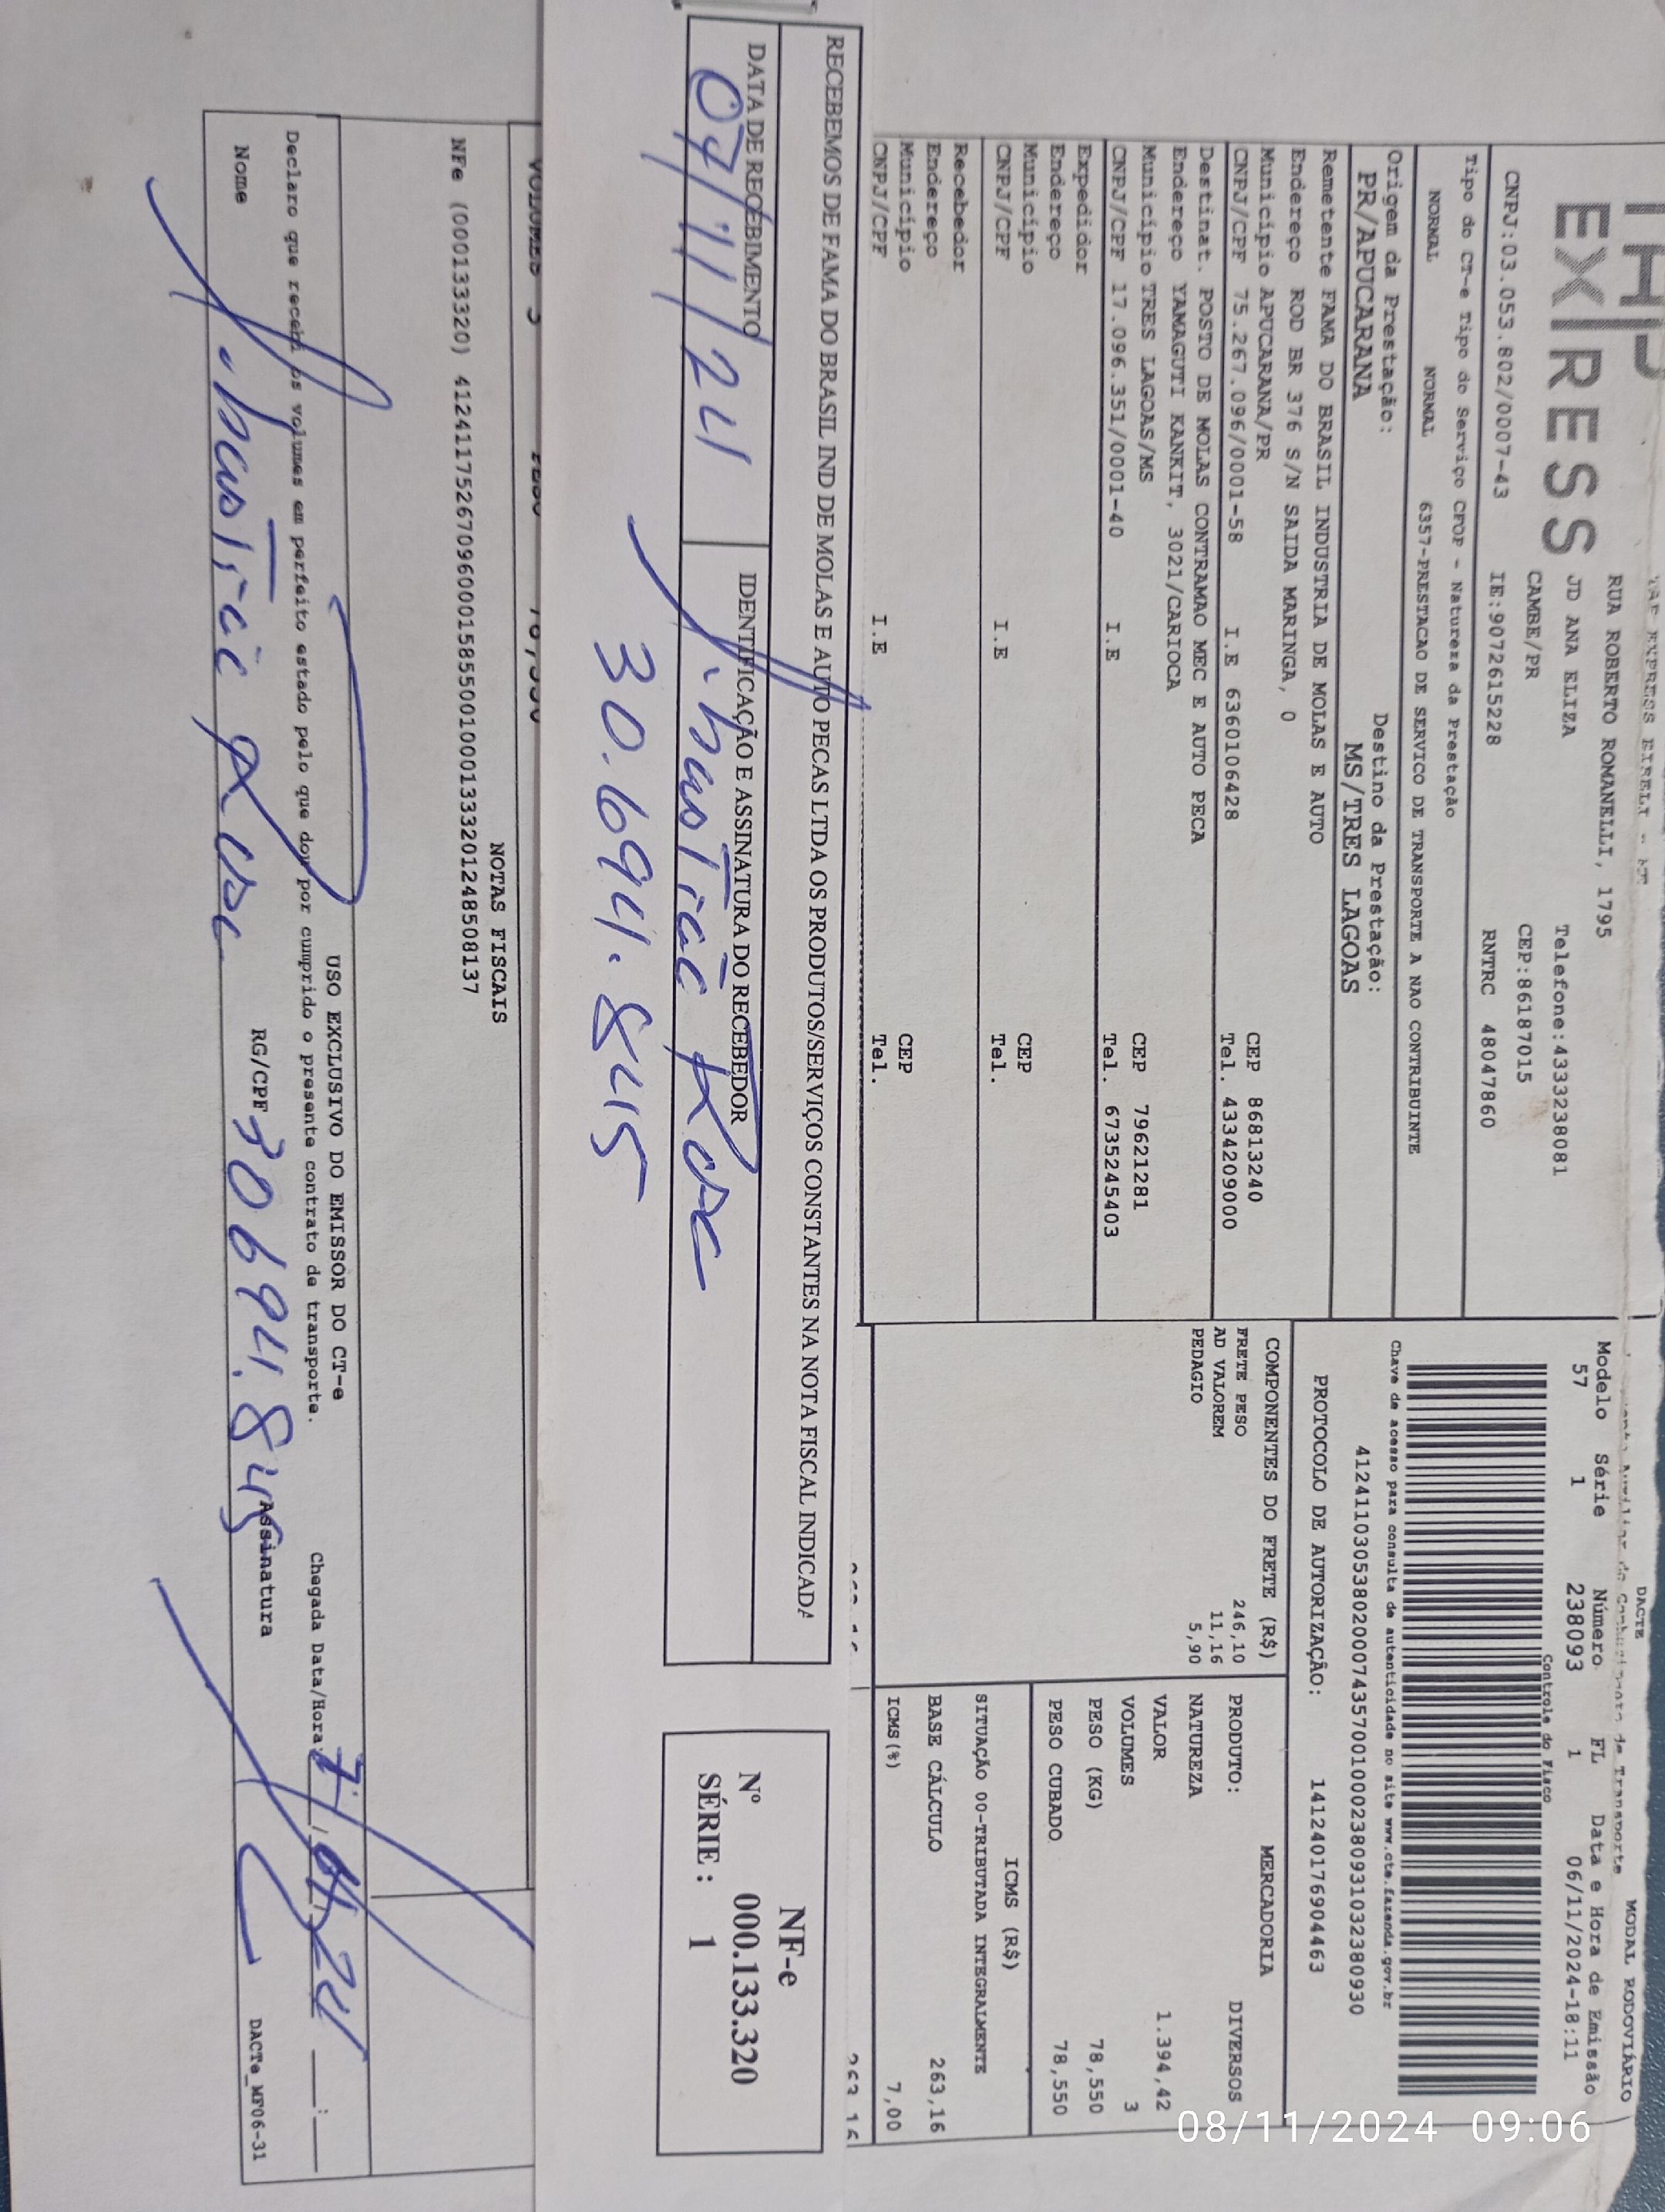 EXPRESS
RUA ROBERTO ROMANELLI, 1795
JD ANA ELIZA
Telefone:4333238081
CAMBE/PR
CEP:86187015
CNPJ:03.053.802/0007-43
IE:9072615228
RNTRC 48047860
Tipo do CT-e Tipo do Serviço CFOP - Natureza da Prestação
NORMAL NORMAL 6357-PRESTACAO DE SERVICO DE TRANSPORTE A NAO CONTRIBUINTE
Origem da Prestação: Destino da Prestação:
PR/APUCARANA MS/TRES LAGOAS
Remetente FAMA DO BRASIL INDUSTRIA DE MOLAS E AUTO
Endereço ROD BR 376 S/N SAIDA MARINGA, 0
Município APUCARANA/PR CEP 86813240
CNPJ/CPF 75.267.096/0001-58 I.E 6360106428 Tel. 4334209000
Destinat. POSTO DE MOLAS CONTRAMAO MEC E AUTO PECA
Endereço YAMAGUTI KANKIT, 3021/CARIOCA
Município TRES LAGOAS/MS CEP 79621281
CNPJ/CPF 17.096.351/0001-40 I.E Tel. 6735245403
Expedidor
Endereço
Município CEP
CNPJ/CPF I.E Tel.
Recebedor
Endereço
Município CEP
CNPJ/CPF I.E Tel.
DACTE
MODAL RODOVIÁRIO
Modelo Série Número FL Data e Hora de Emissão
57 1 238093 1 06/11/2024-18:11
Controle do Fisco
Chave de acesso para consulta de autenticidade no site www.cte.fazenda.gov.br
41241103053802000743570010002380931032380930
PROTOCOLO DE AUTORIZAÇÃO: 141240176904463
COMPONENTES DO FRETE (R$)
FRETE PESO 246,10
AD VALOREM 11,16
PEDAGIO 5,90
MERCADORIA
PRODUTO: DIVERSOS
NATUREZA
VALOR 1.394,42
VOLUMES 3
PESO (KG) 78,550
PESO CUBADO 78,550
ICMS (R$)
SITUAÇÃO 00-TRIBUTADA INTEGRALMENTE
BASE CÁLCULO 263,16
ICMS(%) 7,00
RECEBEMOS DE FAMA DO BRASIL IND DE MOLAS E AUTO PECAS LTDA OS PRODUTOS/SERVIÇOS CONSTANTES NA NOTA FISCAL INDICADA
DATA DE RECEBIMENTO
07/11/24
IDENTIFICAÇÃO E ASSINATURA DO RECEBEDOR
30.694.845
NF-e
Nº 000.133.320
SÉRIE : 1
NOTAS FISCAIS
NFe (000133320) 41241175267096000158550010001333201248508137
USO EXCLUSIVO DO EMISSOR DO CT-e
Declaro que recebi os volumes em perfeito estado pelo que dou por cumprido o presente contrato de transporte.
Chegada Data/Hora: 7/11/24
Nome
RG/CPF 30694.845
Assinatura
DACTe_MF06-31
08/11/2024 09:06